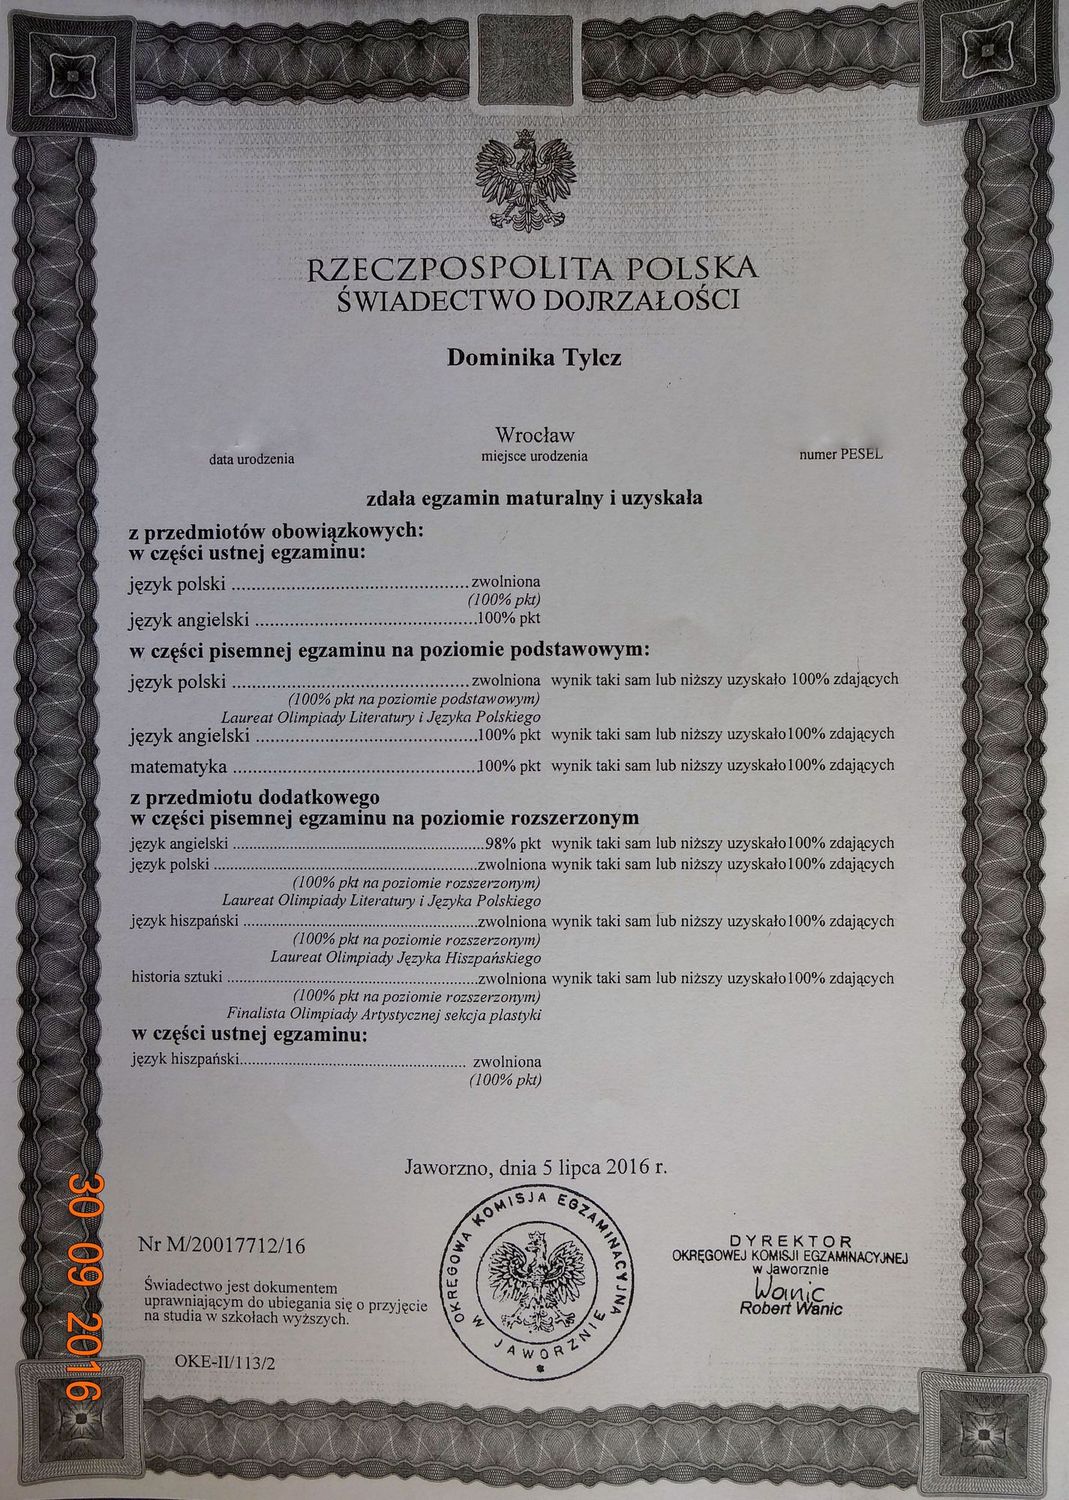 RZECZPOSPOLITA POLSKA
ŚWIADECTWO DOJRZAŁOŚCI
Dominika Tylcz
Wrocław
data urodzenia miejsce urodzenia numer PESEL
zdała egzamin maturalny i uzyskała
z przedmiotów obowiązkowych:
w części ustnej egzaminu:
język polski ........................................... zwolniona
(100% pkt)
język angielski ...........................................100% pkt
w części pisemnej egzaminu na poziomie podstawowym:
język polski ........................................... zwolniona wynik taki sam lub niższy uzyskało 100% zdających
(100% pkt na poziomie podstawowym)
Laureat Olimpiady Literatury i Języka Polskiego
język angielski ...........................................100% pkt wynik taki sam lub niższy uzyskało100% zdających
matematyka ...............................................100% pkt wynik taki sam lub niższy uzyskało100% zdających
z przedmiotu dodatkowego
w części pisemnej egzaminu na poziomie rozszerzonym
język angielski ................................................................98% pkt wynik taki sam lub niższy uzyskało100% zdających
język polski ...................................................................zwolniona wynik taki sam lub niższy uzyskało100% zdających
(100% pkt na poziomie rozszerzonym)
Laureat Olimpiady Literatury i Języka Polskiego
język hiszpański ............................................................zwolniona wynik taki sam lub niższy uzyskało100% zdających
(100% pkt na poziomie rozszerzonym)
Laureat Olimpiady Języka Hiszpańskiego
historia sztuki ................................................................zwolniona wynik taki sam lub niższy uzyskało100% zdających
(100% pkt na poziomie rozszerzonym)
Finalista Olimpiady Artystycznej sekcja plastyki
w części ustnej egzaminu:
język hiszpański......................................................... zwolniona
(100% pkt)
Jaworzno, dnia 5 lipca 2016 r.
OKRĘGOWA KOMISJA EGZAMINACYJNA
W JAWORZNIE
Nr M/20017712/16
Świadectwo jest dokumentem
uprawniającym do ubiegania się o przyjęcie
na studia w szkołach wyższych.
OKE-II/113/2
DYREKTOR
OKRĘGOWEJ KOMISJI EGZAMINACYJNEJ
w Jaworznie
Wanic
Robert Wanic
30 09 2016